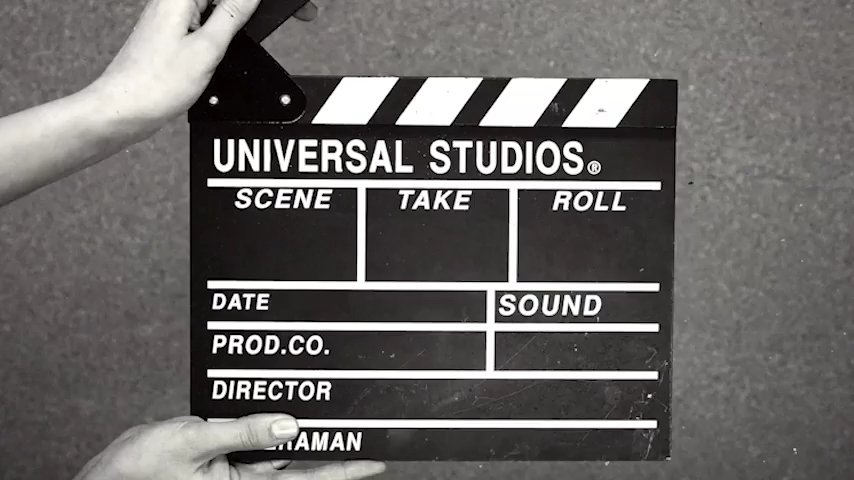 UNIVERSAL STUDIOS®
SCENE TAKE ROLL
DATE SOUND
PROD.CO.
DIRECTOR